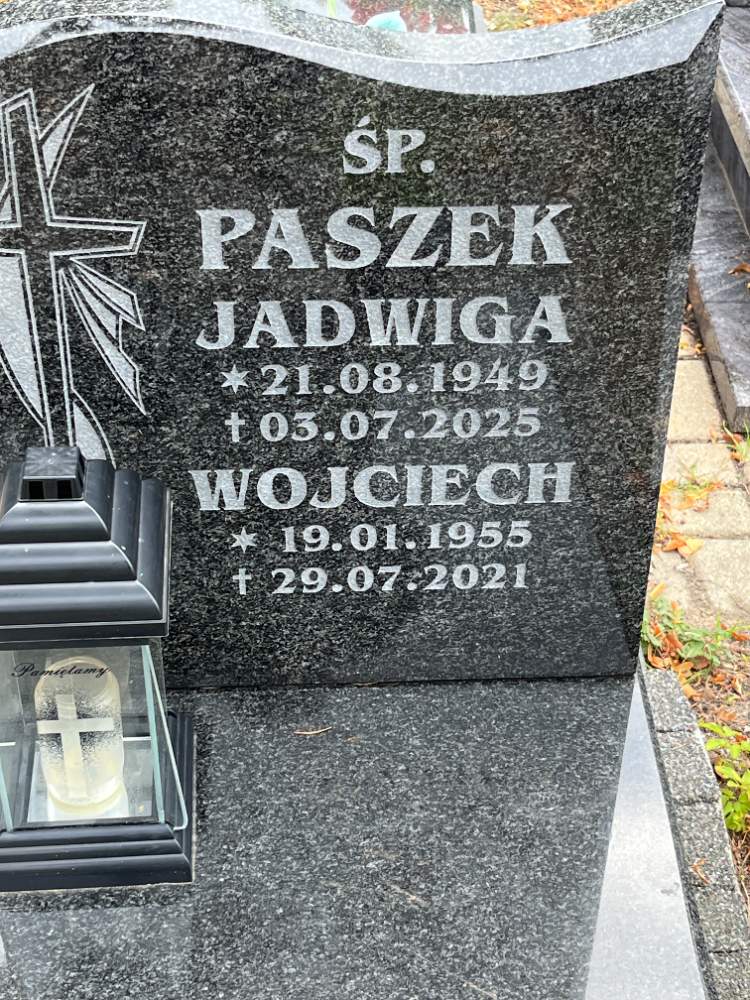 ŚP.
PASZEK
JADWIGA
* 21.08.1949
† 03.07.2025
WOJCIECH
* 19.01.1955
† 29.07.2021
Pamiętamy